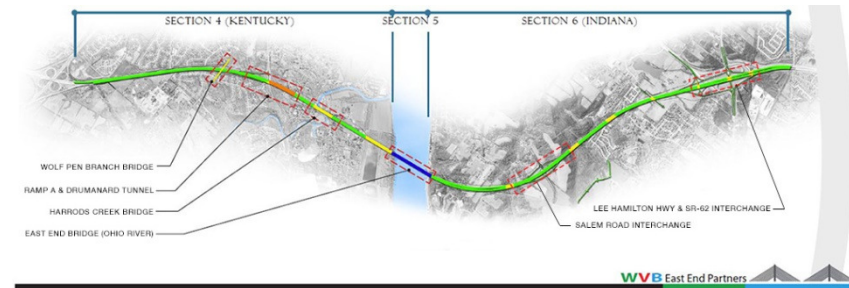 SECTION 4 (KENTUCKY)
SECTION 5
SECTION 6 (INDIANA)
WOLF PEN BRANCH BRIDGE
RAMP A & DRUMANARD TUNNEL
HARRODS CREEK BRIDGE
EAST END BRIDGE (OHIO RIVER)
LEE HAMILTON HWY & SR-62 INTERCHANGE
SALEM ROAD INTERCHANGE
WVB East End Partners